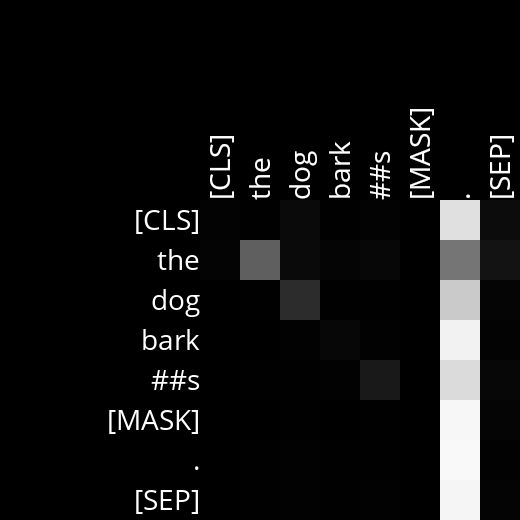 [CLS] the dog bark ##s [MASK] . [SEP]
[CLS]
the
dog
bark
##s
[MASK]
.
[SEP]